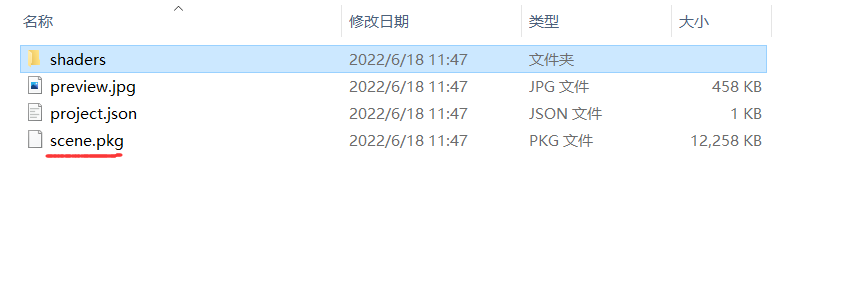 名称 修改日期 类型 大小
shaders 2022/6/18 11:47 文件夹
preview.jpg 2022/6/18 11:47 JPG 文件 458 KB
project.json 2022/6/18 11:47 JSON 文件 1 KB
scene.pkg 2022/6/18 11:47 PKG 文件 12,258 KB